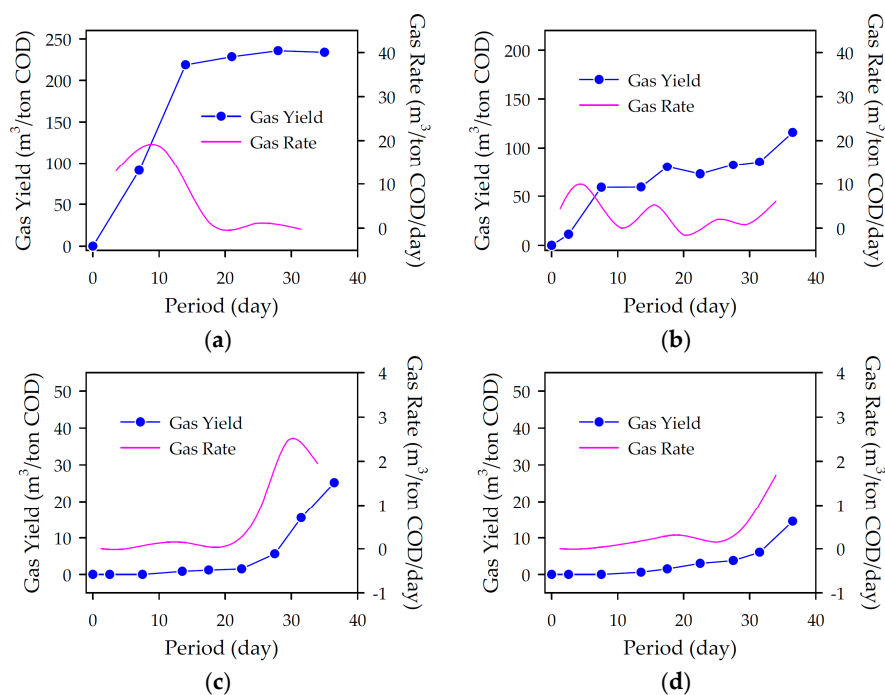 Gas Yield (m³/ton COD)
250
200
150
100
50
0
Gas Yield
Gas Rate
40
30
20
10
0
Gas Rate (m³/ton COD/day)
0 10 20 30 40
Period (day)
(a)
Gas Yield (m³/ton COD)
200
150
100
50
0
Gas Yield
Gas Rate
40
30
20
10
0
Gas Rate (m³/ton COD/day)
0 10 20 30 40
Period (day)
(b)
Gas Yield (m³/ton COD)
50
40
30
20
10
0
Gas Yield
Gas Rate
4
3
2
1
0
-1
Gas Rate (m³/ton COD/day)
0 10 20 30 40
Period (day)
(c)
Gas Yield (m³/ton COD)
50
40
30
20
10
0
Gas Yield
Gas Rate
4
3
2
1
0
-1
Gas Rate (m³/ton COD/day)
0 10 20 30 40
Period (day)
(d)